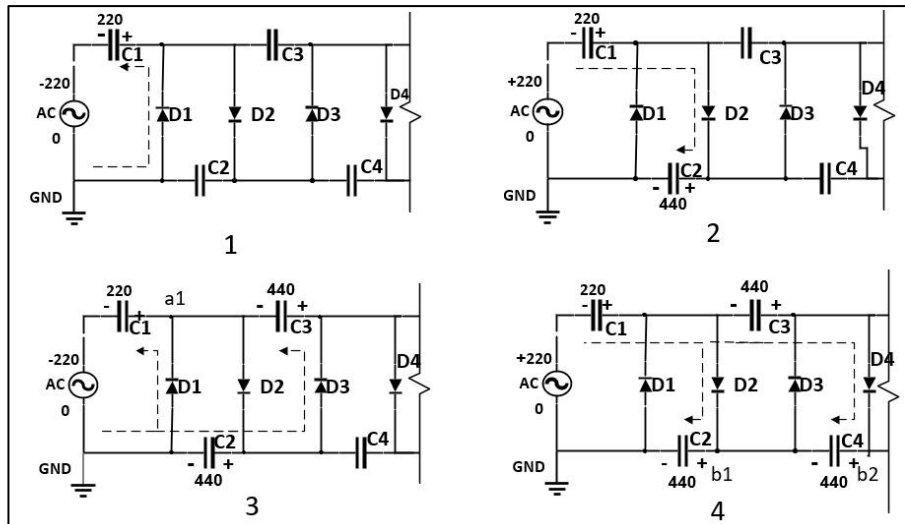 220
- +
C1
C3
-220
AC
0
D1
D2
D3
D4
C2
C4
GND
1
220
- +
C1
C3
+220
AC
0
D1
D2
D3
D4
C2
- +
440
C4
GND
2
220
- +
C1
a1
440
- +
C3
-220
AC
0
D1
D2
D3
D4
C2
- +
440
C4
GND
3
220
- +
C1
440
- +
C3
+220
AC
0
D1
D2
D3
D4
C2
- +
440
b1
C4
- +
440
b2
GND
4